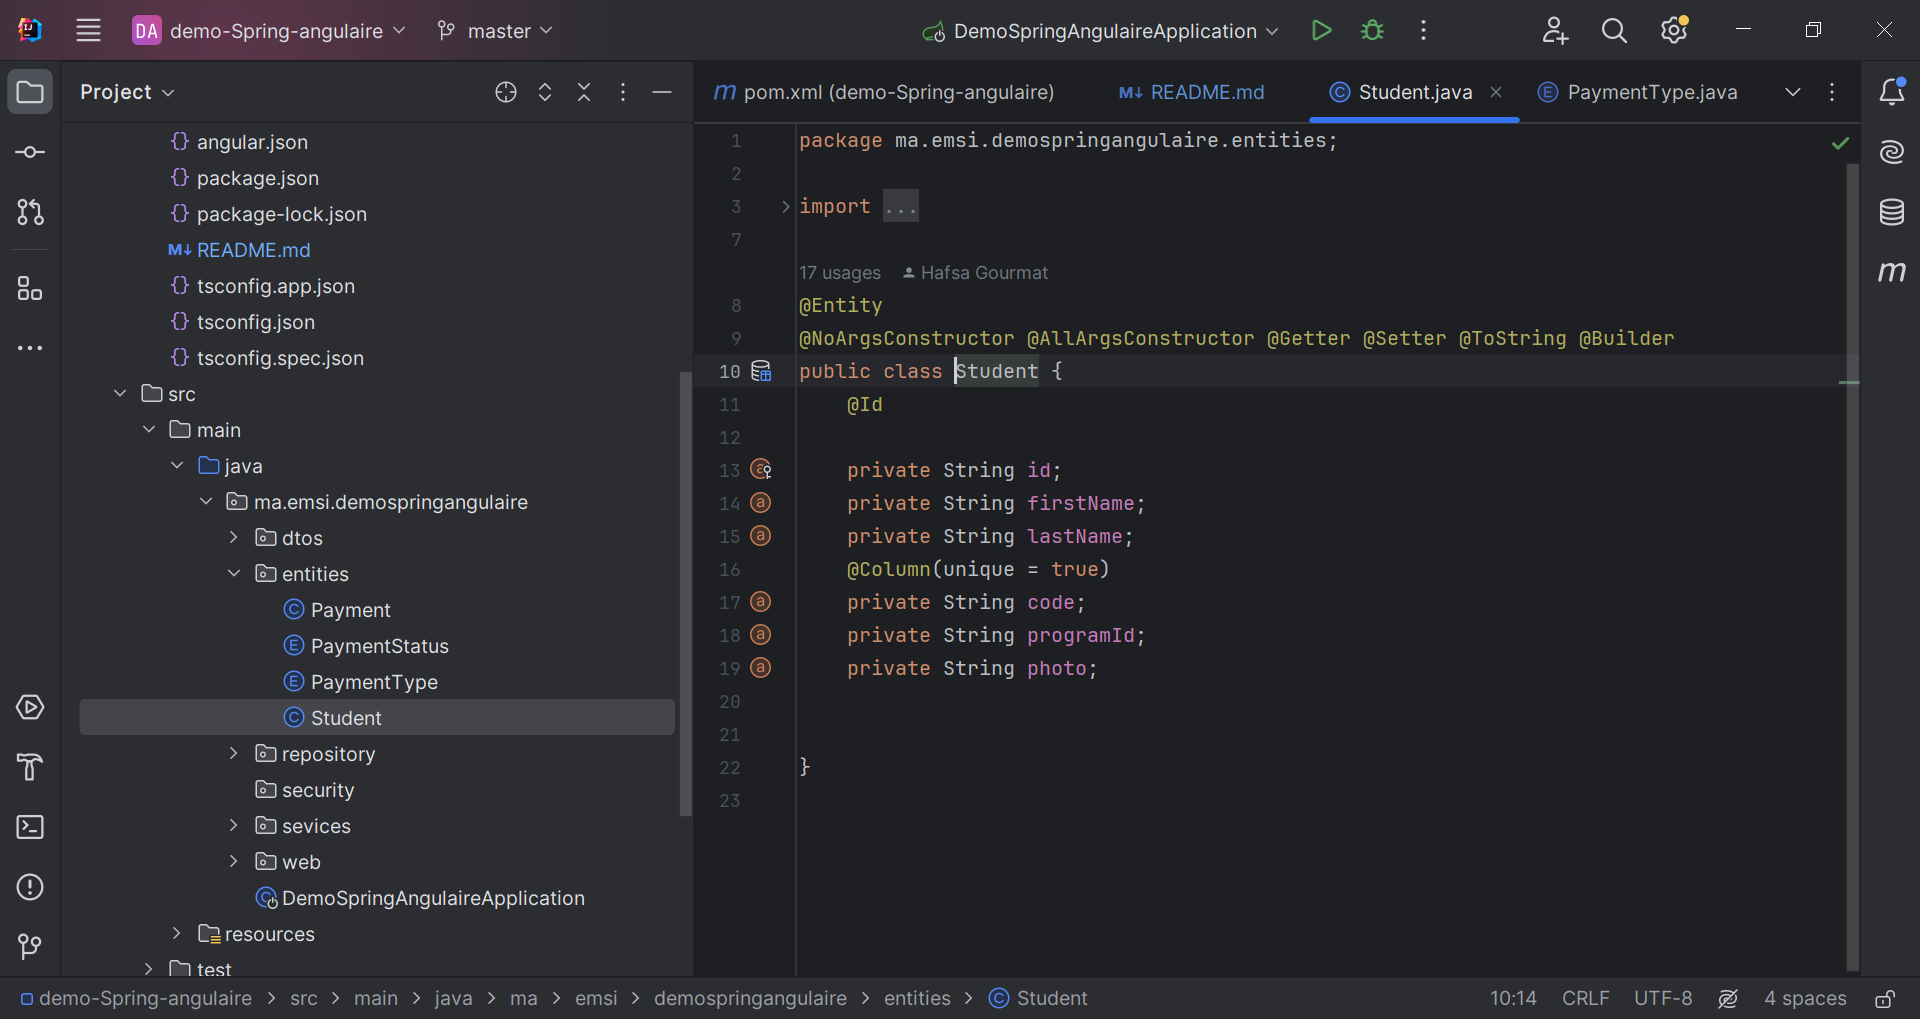 DA demo-Spring-angulaire master DemoSpringAngulaireApplication
Project
angular.json
package.json
package-lock.json
M↓ README.md
tsconfig.app.json
tsconfig.json
tsconfig.spec.json
src
main
java
ma.emsi.demospringangulaire
dtos
entities
C Payment
E PaymentStatus
E PaymentType
C Student
repository
security
sevices
web
DemoSpringAngulaireApplication
resources
test
m pom.xml (demo-Spring-angulaire) M↓ README.md C Student.java E PaymentType.java
1 package ma.emsi.demospringangulaire.entities;
2
3 import ...
7
17 usages Hafsa Gourmat
8 @Entity
9 @NoArgsConstructor @AllArgsConstructor @Getter @Setter @ToString @Builder
10 public class Student {
11 @Id
12
13 private String id;
14 private String firstName;
15 private String lastName;
16 @Column(unique = true)
17 private String code;
18 private String programId;
19 private String photo;
20
21
22 }
23
demo-Spring-angulaire > src > main > java > ma > emsi > demospringangulaire > entities > C Student 10:14 CRLF UTF-8 4 spaces